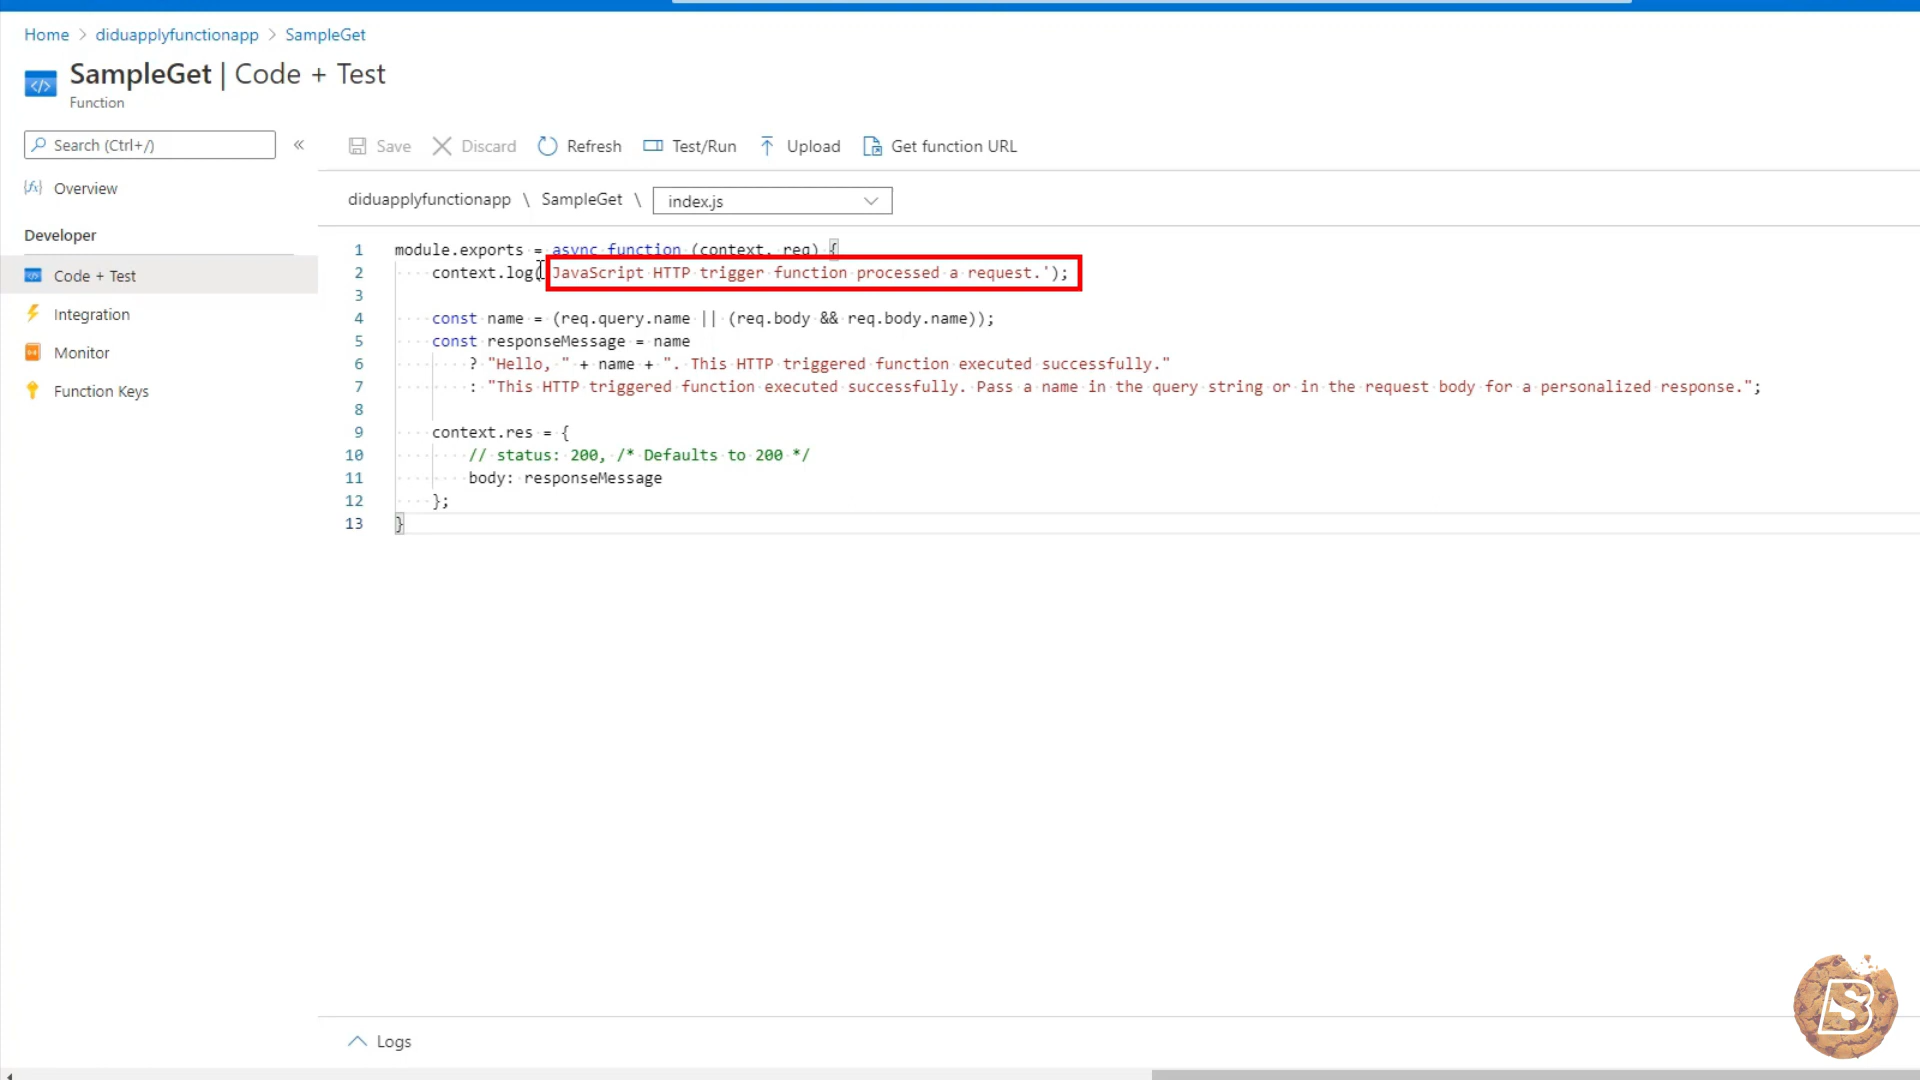 Home > diduapplyfunctionapp > SampleGet
SampleGet | Code + Test
Function
Search (Ctrl+/)
«
Save
Discard
Refresh
Test/Run
Upload
Get function URL
Overview
Developer
Code + Test
Integration
Monitor
Function Keys
diduapplyfunctionapp \ SampleGet \ index.js
1 module.exports = async function (context, req) {
2 context.log('JavaScript HTTP trigger function processed a request.');
3
4 const name = (req.query.name || (req.body && req.body.name));
5 const responseMessage = name
6 ? "Hello, " + name + ". This HTTP triggered function executed successfully."
7 : "This HTTP triggered function executed successfully. Pass a name in the query string or in the request body for a personalized response.";
8
9 context.res = {
10 // status: 200, /* Defaults to 200 */
11 body: responseMessage
12 };
13 }
Logs